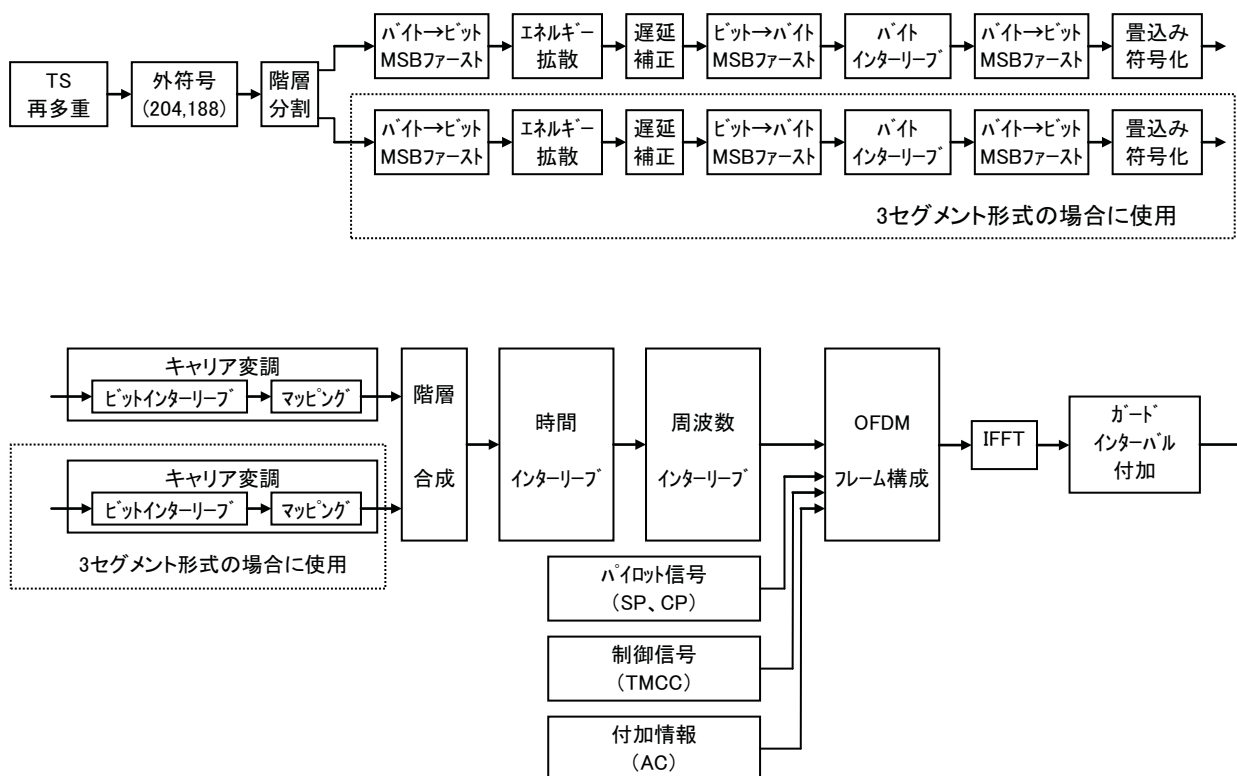 TS
再多重
外符号
(204,188)
階層
分割
バイト→ビット
MSBファースト
エネルギー
拡散
遅延
補正
ビット→バイト
MSBファースト
バイト
インターリーブ
バイト→ビット
MSBファースト
畳込み
符号化
バイト→ビット
MSBファースト
エネルギー
拡散
遅延
補正
ビット→バイト
MSBファースト
バイト
インターリーブ
バイト→ビット
MSBファースト
畳込み
符号化
3セグメント形式の場合に使用
キャリア変調
ビットインターリーブ
マッピング
キャリア変調
ビットインターリーブ
マッピング
3セグメント形式の場合に使用
階層
合成
時間
インターリーブ
周波数
インターリーブ
OFDM
フレーム構成
IFFT
ガード
インターバル
付加
パイロット信号
(SP、CP)
制御信号
(TMCC)
付加情報
(AC)